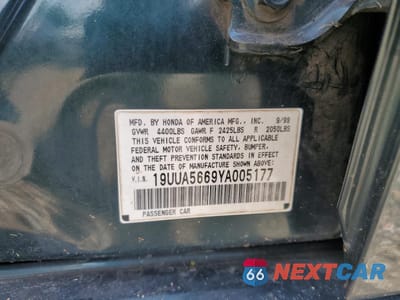 MFD. BY HONDA OF AMERICA MFG., INC. 9/99
GVWR 4400LBS GAWR F 2425LBS R 2050LBS
THIS VEHICLE CONFORMS TO ALL APPLICABLE
FEDERAL MOTOR VEHICLE SAFETY, BUMPER,
AND THEFT PREVENTION STANDARDS IN EFFECT
ON THE DATE OF MANUFACTURE SHOWN ABOVE.
V.I.N. 19UUA5669YA005177
PASSENGER CAR
66 NEXTCAR